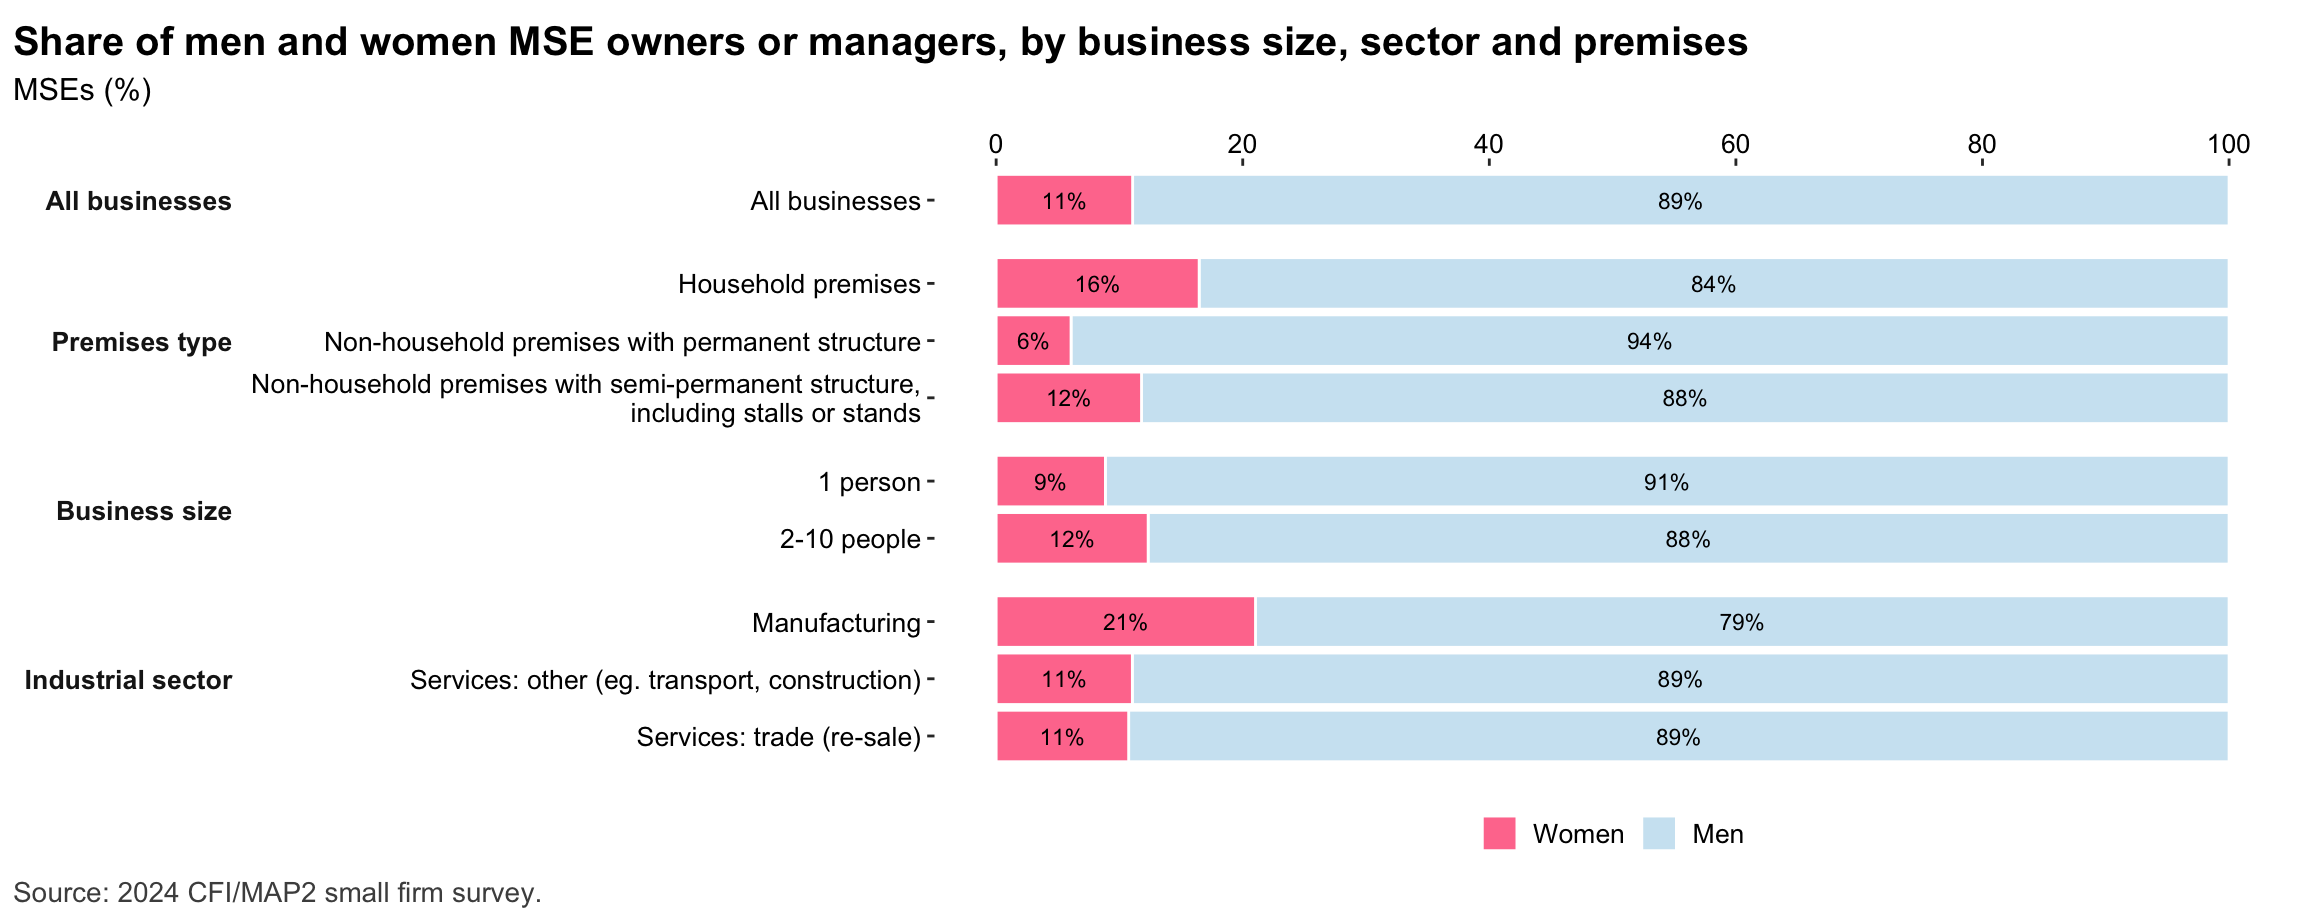 Share of men and women MSE owners or managers, by business size, sector and premises
MSEs (%)
0 20 40 60 80 100
All businesses All businesses - 11% 89%
Household premises - 16% 84%
Premises type Non-household premises with permanent structure - 6% 94%
Non-household premises with semi-permanent structure,
including stalls or stands - 12% 88%
1 person - 9% 91%
Business size
2-10 people - 12% 88%
Manufacturing - 21% 79%
Industrial sector Services: other (eg. transport, construction) - 11% 89%
Services: trade (re-sale) - 11% 89%
Women Men
Source: 2024 CFI/MAP2 small firm survey.